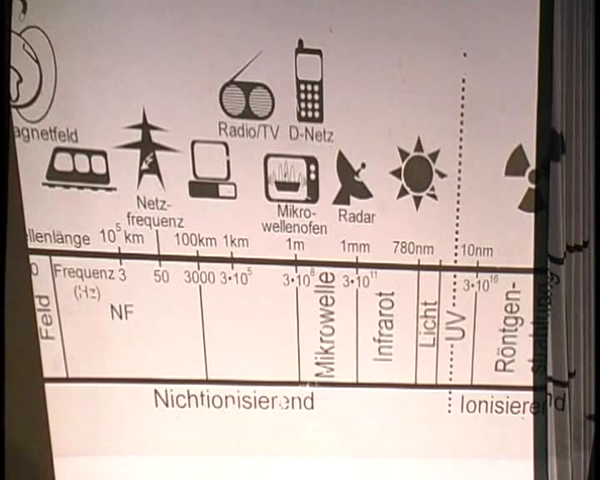 Radio/TV D-Netz
agnetfeld
Netz-
frequenz
Mikro-
wellenofen
Radar
llenlänge 10⁵ km 100km 1km 1m 1mm 780nm 10nm
0 Frequenz 3 50 3000 3•10⁵ 3•10⁸ 3•10¹¹ 3•10¹⁶
(Hz)
Feld
NF
Mikrowelle
Infrarot
Licht
UV
Röntgen-
strahlung
Nichtionisierend Ionisierend